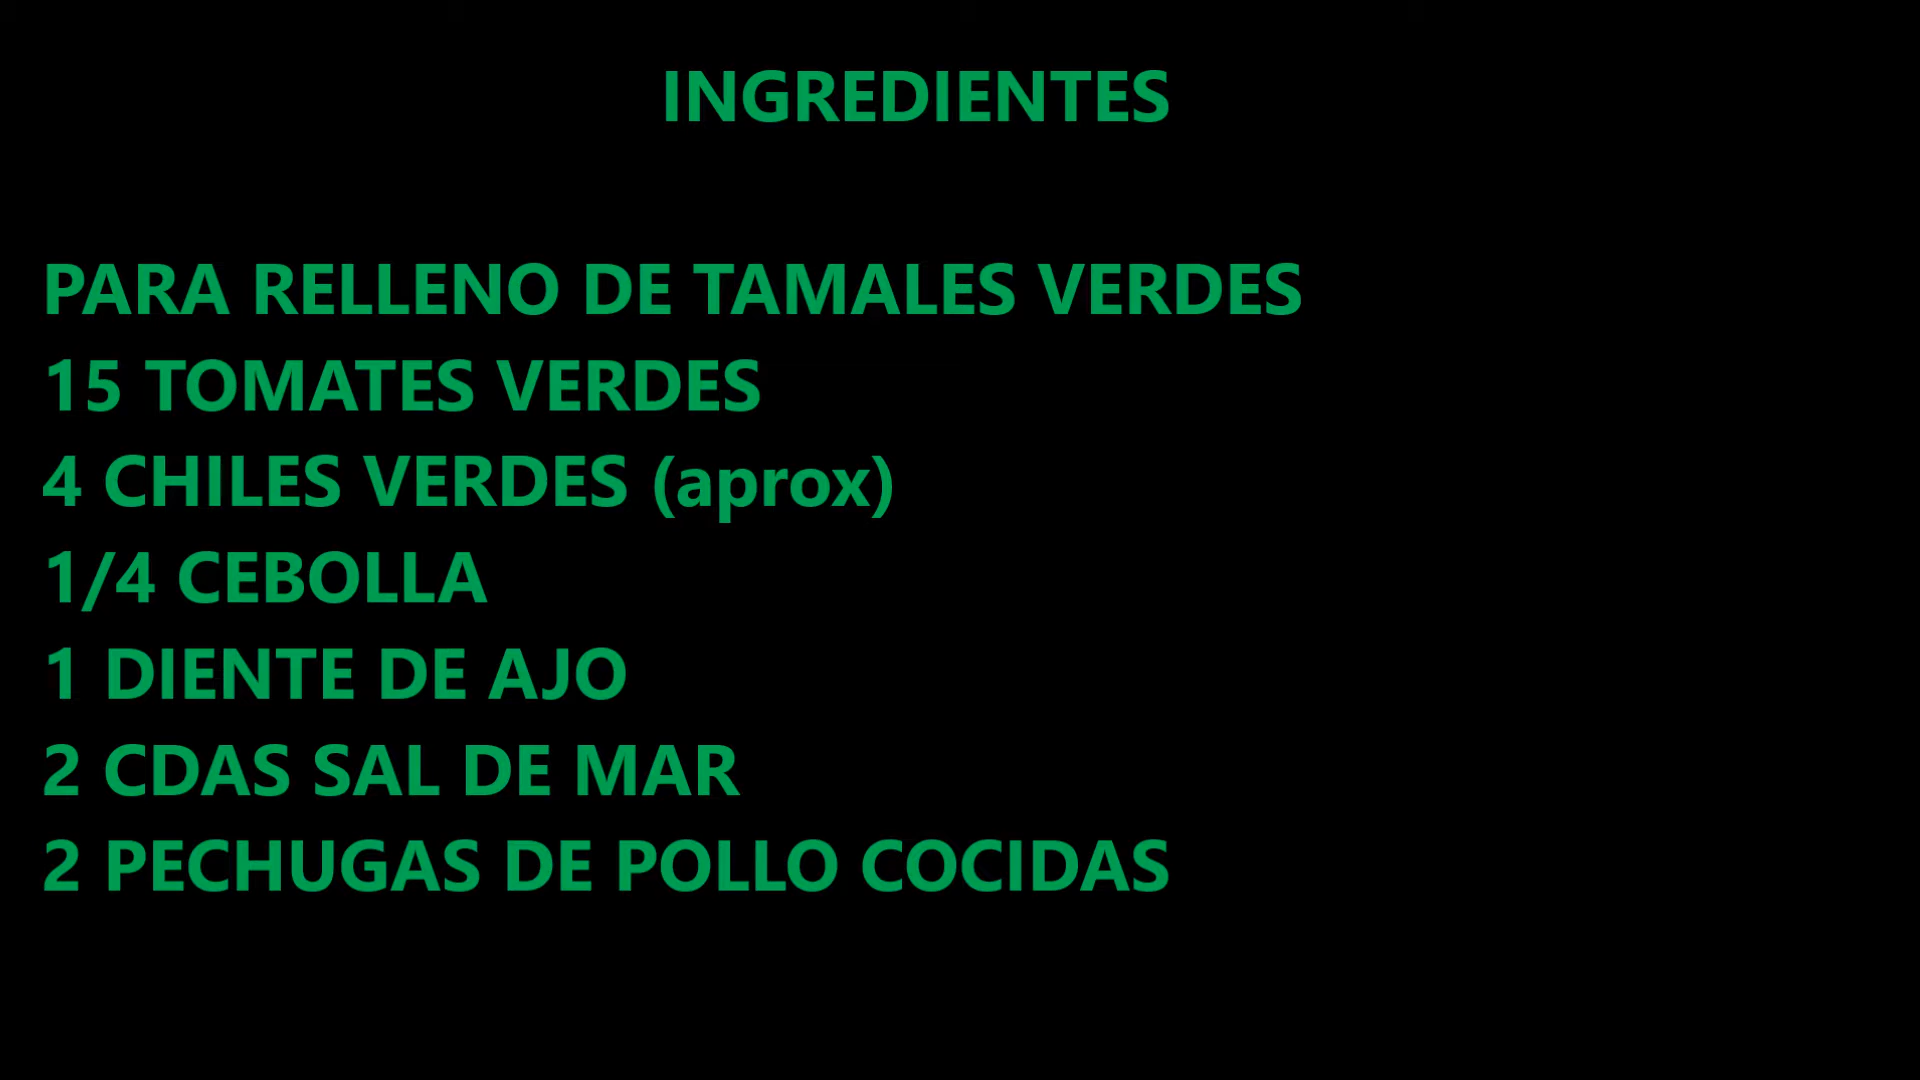 INGREDIENTES
PARA RELLENO DE TAMALES VERDES
15 TOMATES VERDES
4 CHILES VERDES (aprox)
1/4 CEBOLLA
1 DIENTE DE AJO
2 CDAS SAL DE MAR
2 PECHUGAS DE POLLO COCIDAS